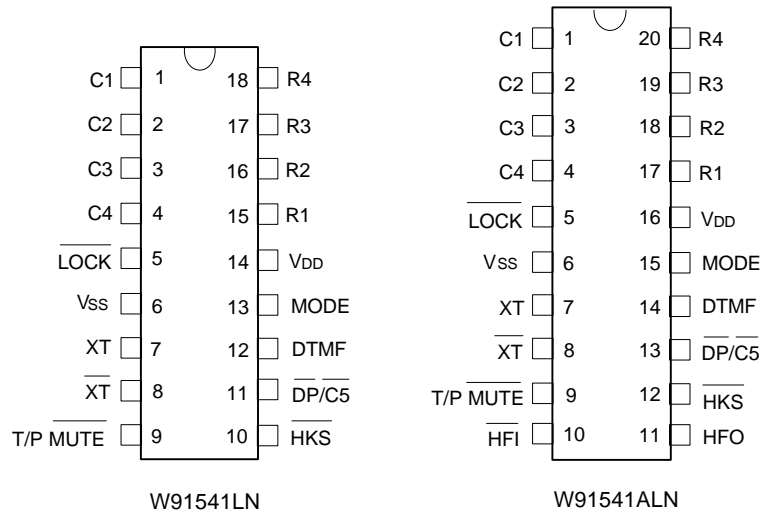 C1 1 18 R4
C2 2 17 R3
C3 3 16 R2
C4 4 15 R1
LOCK 5 14 VDD
VSS 6 13 MODE
XT 7 12 DTMF
XT 8 11 DP/C5
T/P MUTE 9 10 HKS
W91541LN
C1 1 20 R4
C2 2 19 R3
C3 3 18 R2
C4 4 17 R1
LOCK 5 16 VDD
VSS 6 15 MODE
XT 7 14 DTMF
XT 8 13 DP/C5
T/P MUTE 9 12 HKS
HFI 10 11 HFO
W91541ALN